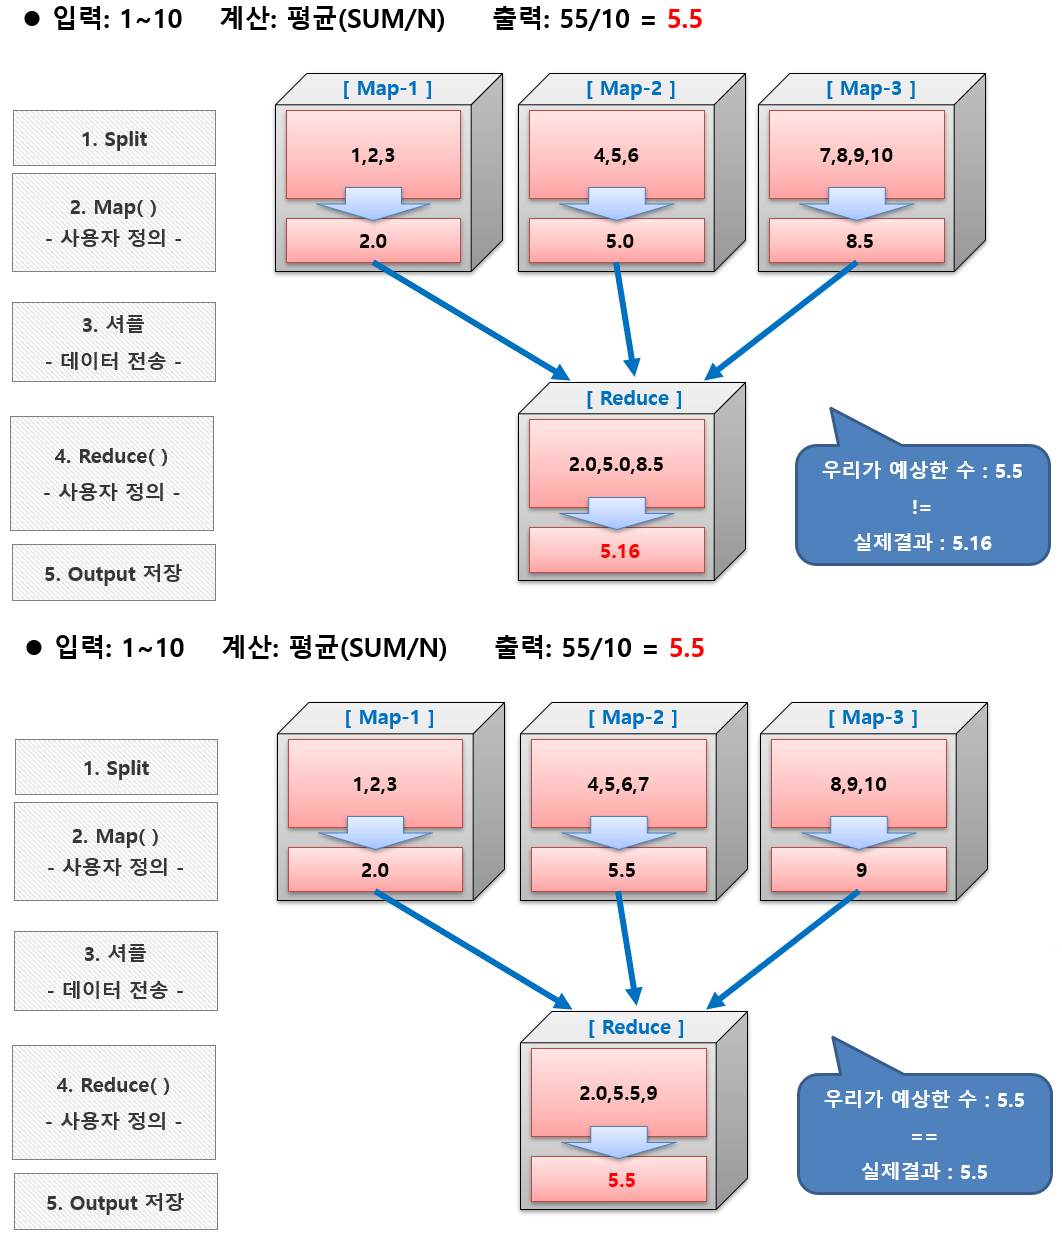 ● 입력: 1~10 계산: 평균(SUM/N) 출력: 55/10 = 5.5
[ Map-1 ] [ Map-2 ] [ Map-3 ]
1. Split
1,2,3 4,5,6 7,8,9,10
2. Map( )
- 사용자 정의 -
2.0 5.0 8.5
3. 셔플
- 데이터 전송 -
[ Reduce ]
4. Reduce( )
- 사용자 정의 -
2.0,5.0,8.5
우리가 예상한 수 : 5.5
!=
실제결과 : 5.16
5.16
5. Output 저장
● 입력: 1~10 계산: 평균(SUM/N) 출력: 55/10 = 5.5
[ Map-1 ] [ Map-2 ] [ Map-3 ]
1. Split
1,2,3 4,5,6,7 8,9,10
2. Map( )
- 사용자 정의 -
2.0 5.5 9
3. 셔플
- 데이터 전송 -
[ Reduce ]
4. Reduce( )
- 사용자 정의 -
2.0,5.5,9
우리가 예상한 수 : 5.5
==
실제결과 : 5.5
5.5
5. Output 저장